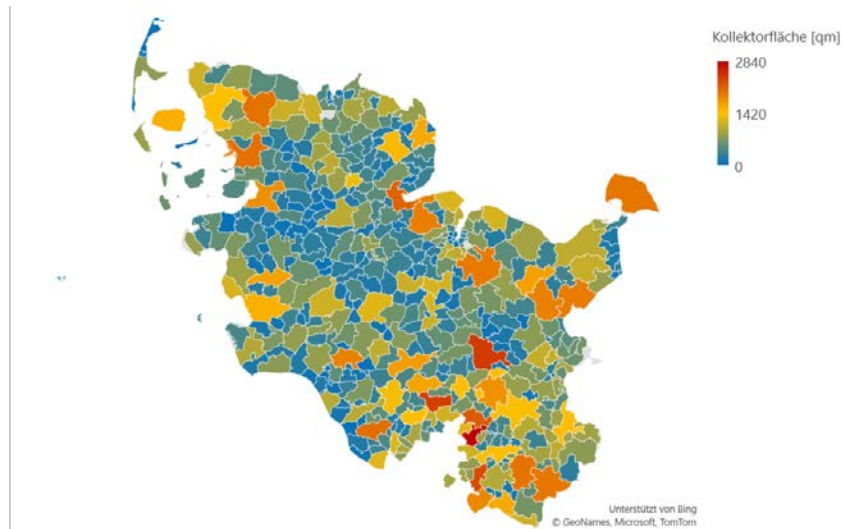 Kollektorfläche [qm]
2840
1420
0
Unterstützt von Bing
© GeoNames, Microsoft, TomTom